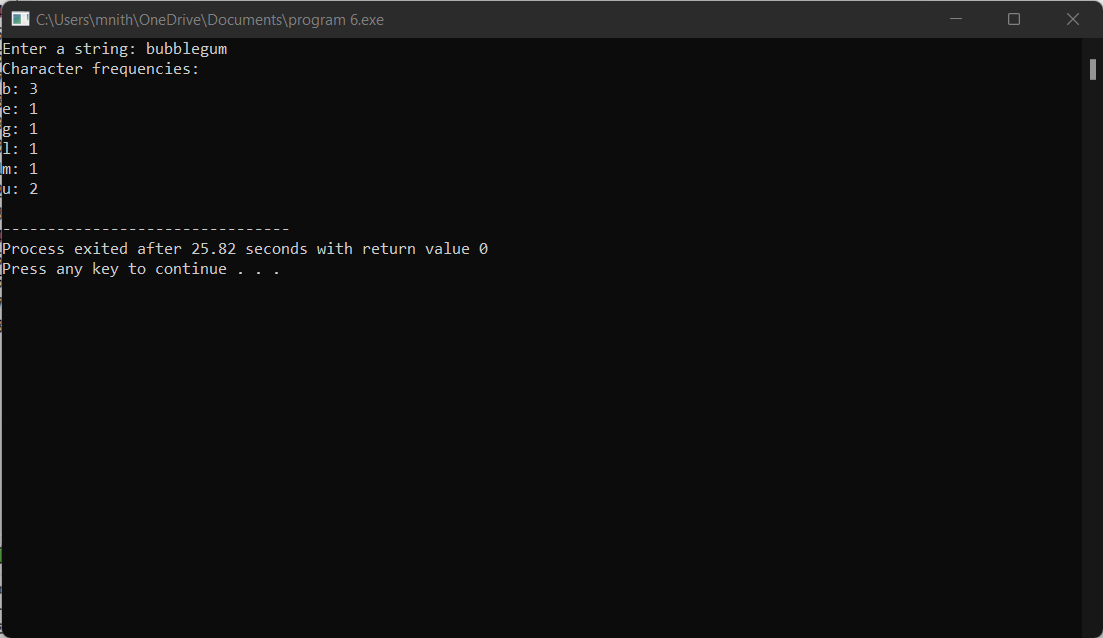 C:\Users\mnith\OneDrive\Documents\program 6.exe
Enter a string: bubblegum
Character frequencies:
b: 3
e: 1
g: 1
l: 1
m: 1
u: 2
--------------------------------
Process exited after 25.82 seconds with return value 0
Press any key to continue . . .